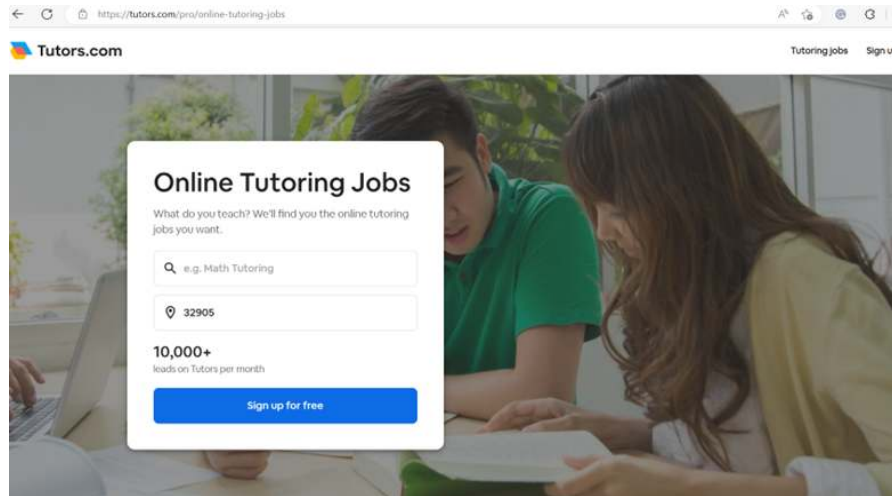 https://tutors.com/pro/online-tutoring-jobs
Tutors.com
Tutoring jobs Sign u
Online Tutoring Jobs
What do you teach? We'll find you the online tutoring
jobs you want.
e.g. Math Tutoring
32905
10,000+
leads on Tutors per month
Sign up for free